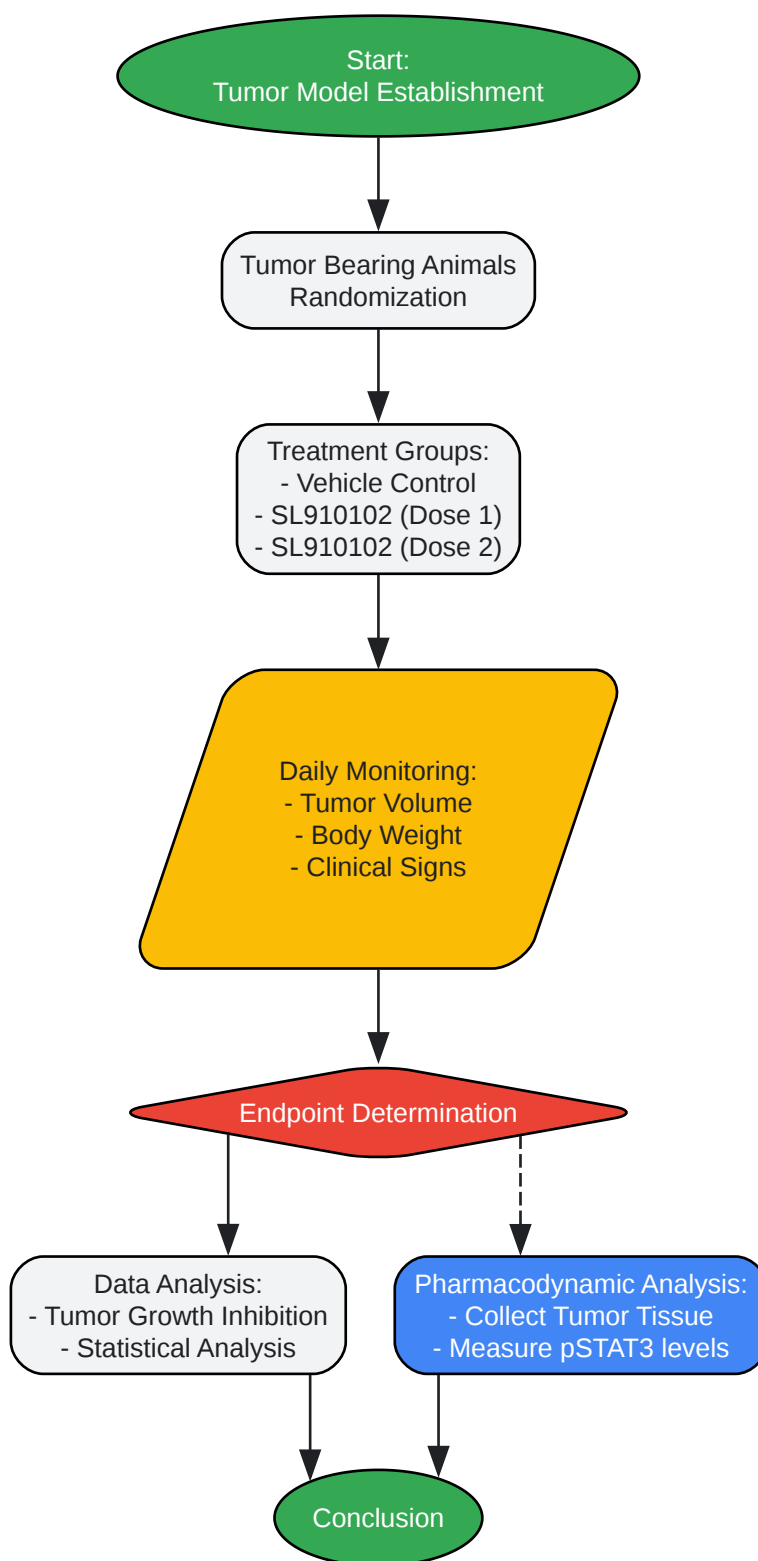 Start:
Tumor Model Establishment
Tumor Bearing Animals
Randomization
Treatment Groups:
- Vehicle Control
- SL910102 (Dose 1)
- SL910102 (Dose 2)
Daily Monitoring:
- Tumor Volume
- Body Weight
- Clinical Signs
Endpoint Determination
Data Analysis:
- Tumor Growth Inhibition
- Statistical Analysis
Pharmacodynamic Analysis:
- Collect Tumor Tissue
- Measure pSTAT3 levels
Conclusion